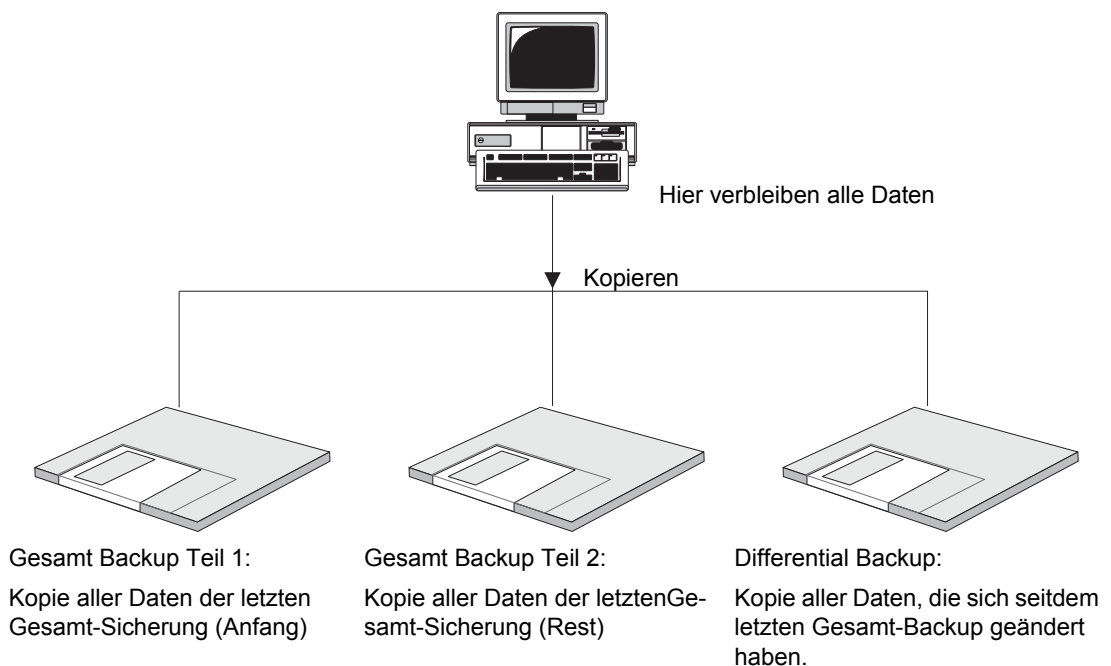 Hier verbleiben alle Daten
Kopieren
Gesamt Backup Teil 1:
Kopie aller Daten der letzten
Gesamt-Sicherung (Anfang)
Gesamt Backup Teil 2:
Kopie aller Daten der letztenGe-
samt-Sicherung (Rest)
Differential Backup:
Kopie aller Daten, die sich seitdem
letzten Gesamt-Backup geändert
haben.